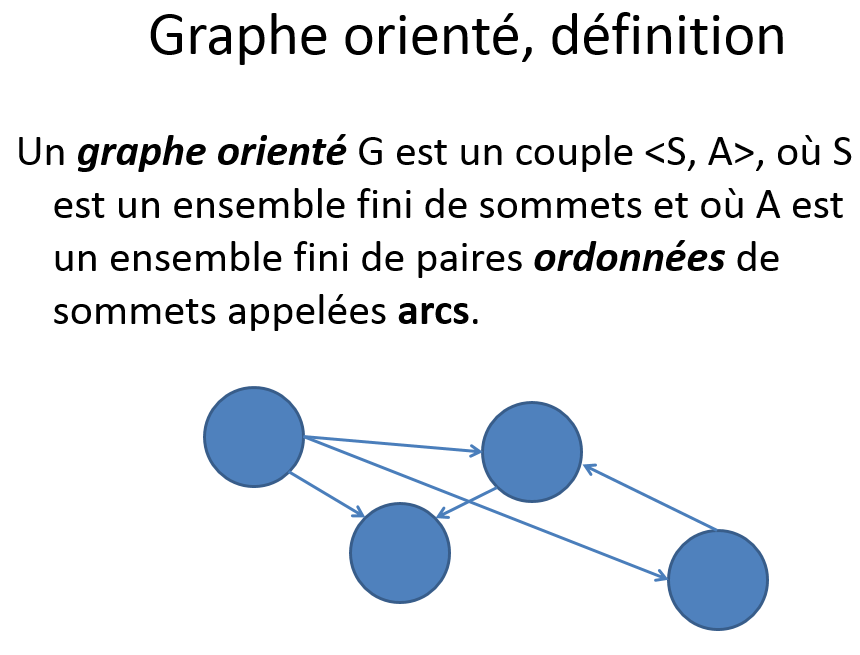 Graphe orienté, définition
Un graphe orienté G est un couple <S, A>, où S
est un ensemble fini de sommets et où A est
un ensemble fini de paires ordonnées de
sommets appelées arcs.